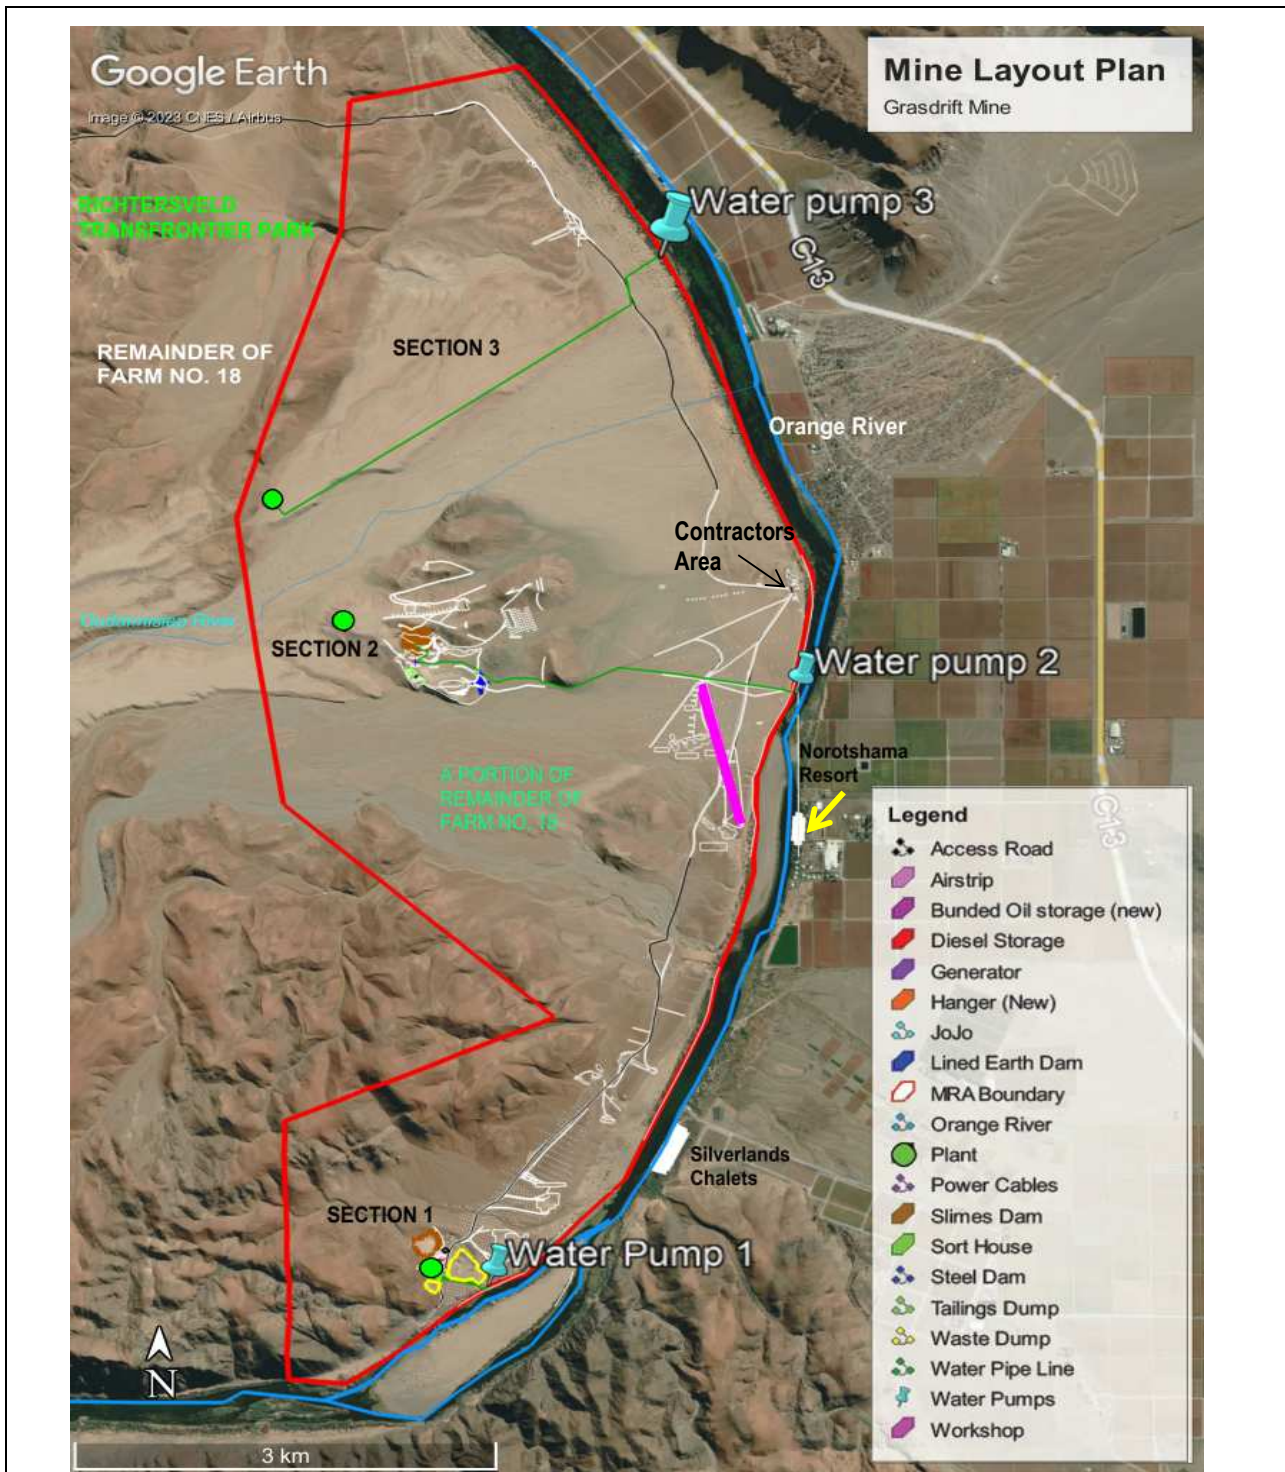 Google Earth
Image © 2023 CNES / Airbus
Mine Layout Plan
Grasdrift Mine
Water pump 3
RICHTERSVELD
TRANSFRONTIER PARK
C13
REMAINDER OF
FARM NO. 18
SECTION 3
Orange River
Contractors
Area
SECTION 2
Water pump 2
Norotshama
Resort
A PORTION OF
REMAINDER OF
FARM NO. 18
C13
Silverlands
Chalets
SECTION 1
Water Pump 1
N
3 km
Legend
Access Road
Airstrip
Bunded Oil storage (new)
Diesel Storage
Generator
Hanger (New)
JoJo
Lined Earth Dam
MRA Boundary
Orange River
Plant
Power Cables
Slimes Dam
Sort House
Steel Dam
Tailings Dump
Waste Dump
Water Pipe Line
Water Pumps
Workshop